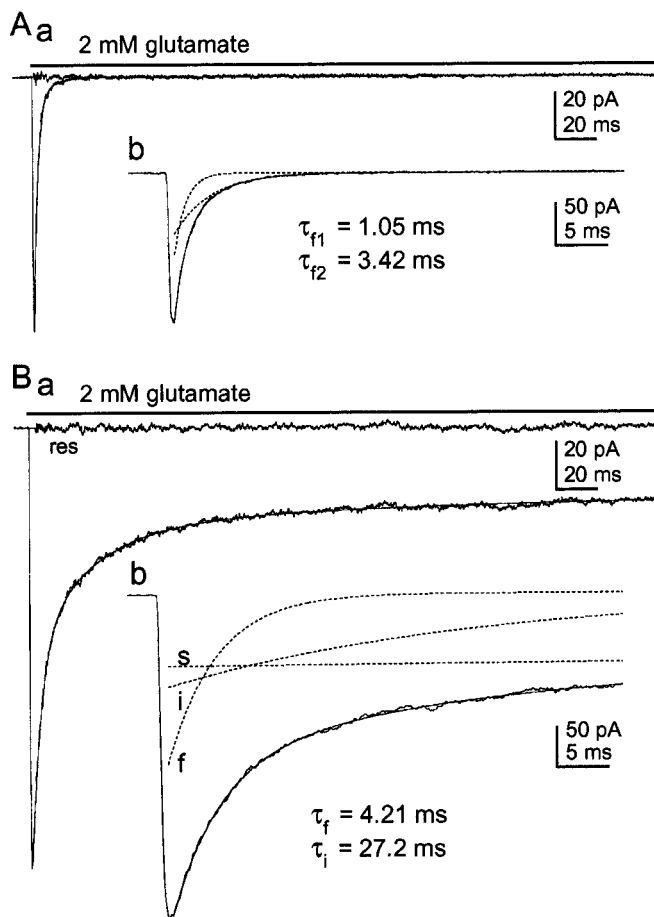 A a 2 mM glutamate
20 pA
20 ms
b
50 pA
5 ms
τf1 = 1.05 ms
τf2 = 3.42 ms
B a 2 mM glutamate
res
20 pA
20 ms
b
s
i
f
50 pA
5 ms
τf = 4.21 ms
τi = 27.2 ms